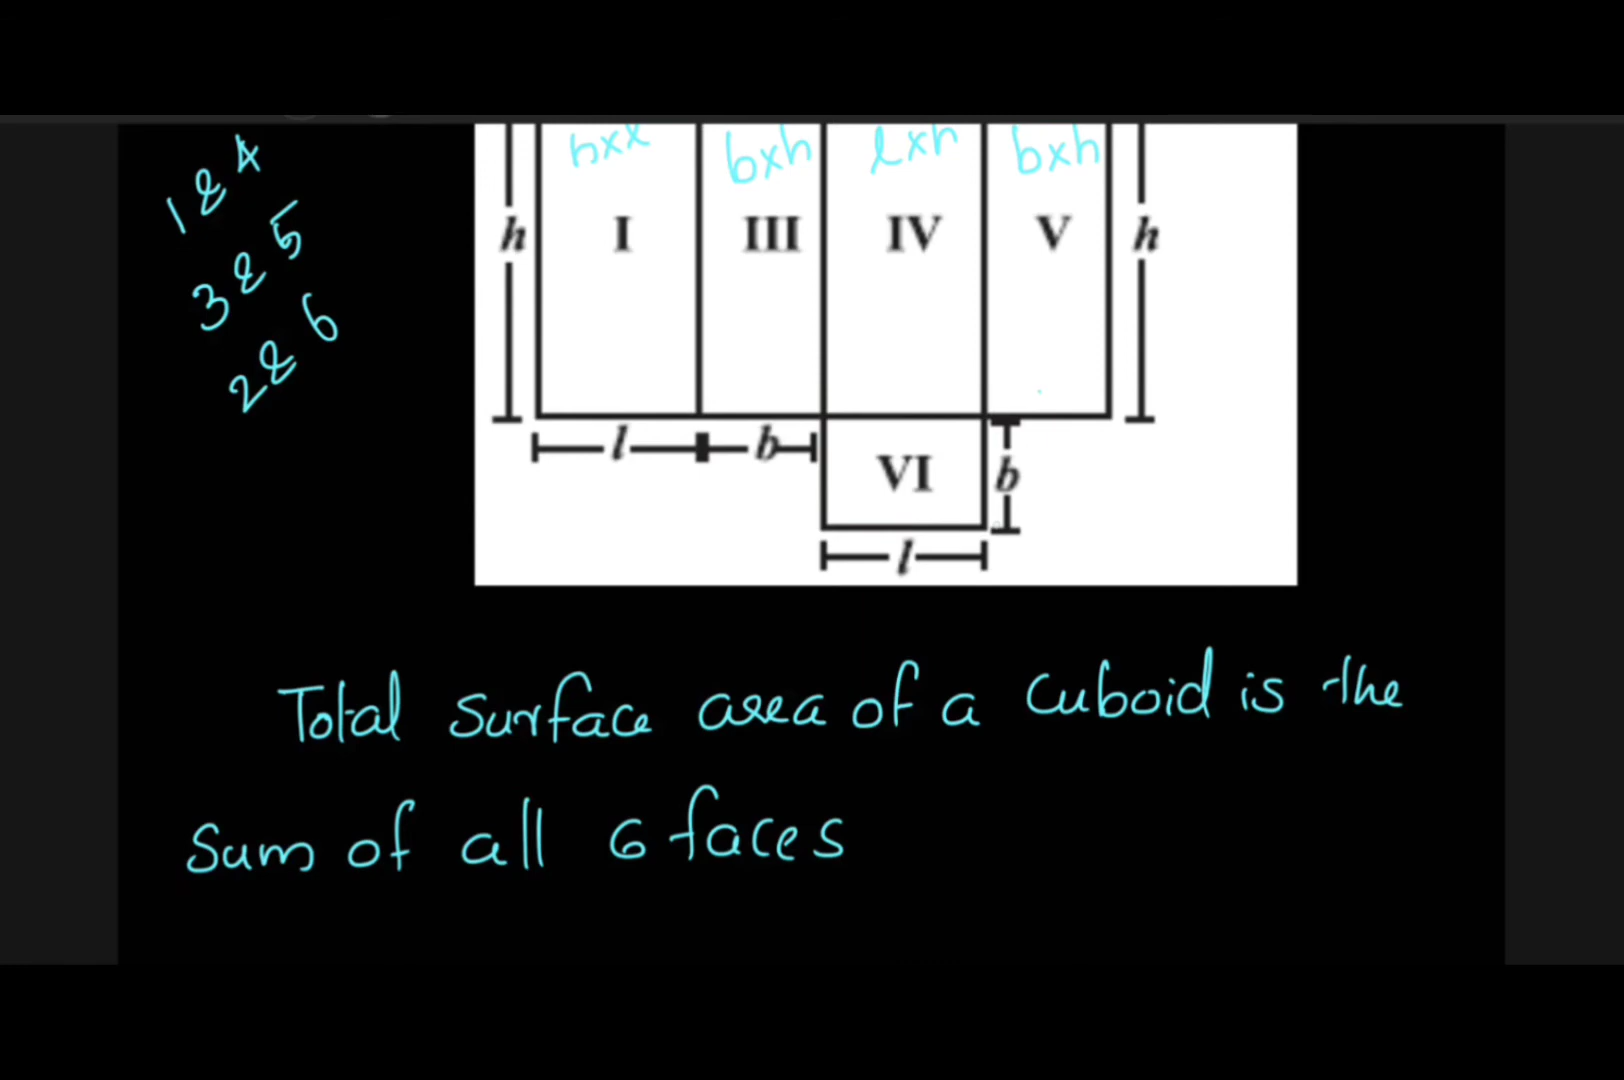 1 & 4
3 & 5
2 & 6
h×l b×h l×h b×h
h I III IV V h
l b
VI b
l
Total surface area of a cuboid is the
Sum of all 6 faces